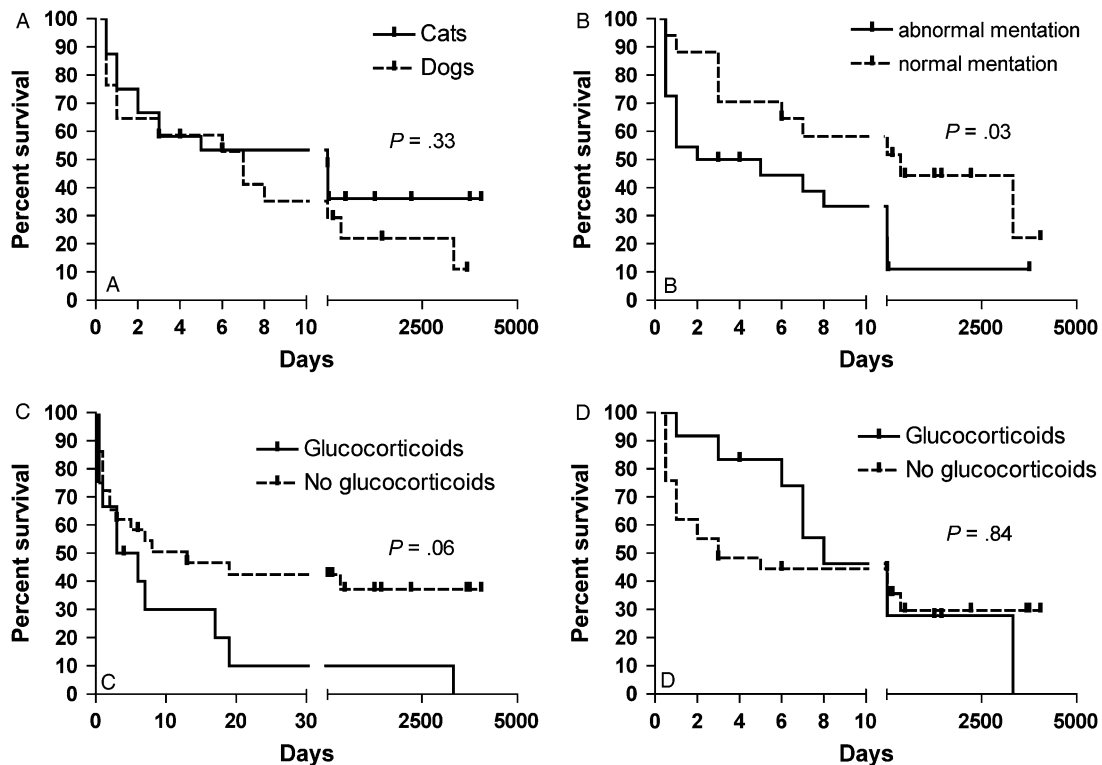 A
100
90
80
70
60
50
40
30
20
10
0
Percent survival
Cats
Dogs
P = .33
A
0 2 4 6 8 10 2500 5000
Days
B
100
90
80
70
60
50
40
30
20
10
0
Percent survival
abnormal mentation
normal mentation
P = .03
B
0 2 4 6 8 10 2500 5000
Days
C
100
90
80
70
60
50
40
30
20
10
0
Percent survival
Glucocorticoids
No glucocorticoids
P = .06
C
0 10 20 30 2500 5000
Days
D
100
90
80
70
60
50
40
30
20
10
0
Percent survival
Glucocorticoids
No glucocorticoids
P = .84
D
0 2 4 6 8 10 2500 5000
Days